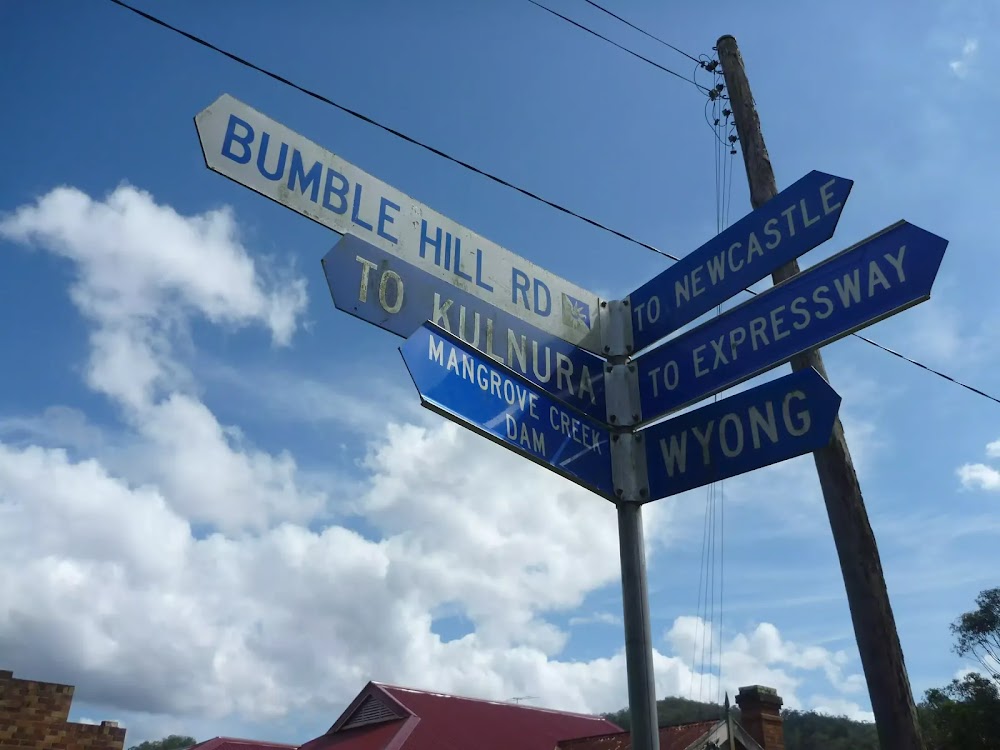 BUMBLE HILL RD
TO KULNURA
MANGROVE CREEK
DAM
TO NEWCASTLE
TO EXPRESSWAY
WYONG